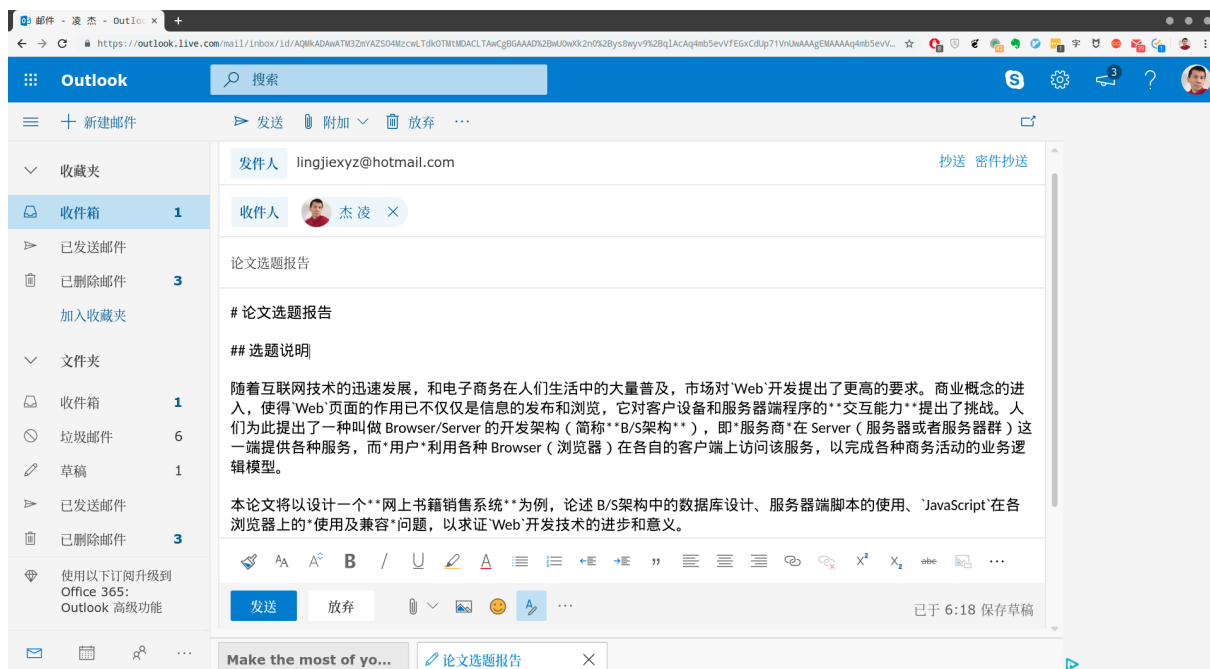 邮件 - 凌 杰 - Outloo
https://outlook.live.com/mail/inbox/id/
Outlook
搜索
3
新建邮件
发送 附加 放弃 ···
收藏夹
收件箱 1
已发送邮件
已删除邮件 3
加入收藏夹
文件夹
收件箱 1
垃圾邮件 6
草稿 1
已发送邮件
已删除邮件 3
使用以下订阅升级到
Office 365:
Outlook 高级功能
发件人 lingjiexyz@hotmail.com 抄送 密件抄送
收件人 杰 凌
论文选题报告
# 论文选题报告
## 选题说明
随着互联网技术的迅速发展，和电子商务在人们生活中的大量普及，市场对`Web`开发提出了更高的要求。商业概念的进
入，使得`Web`页面的作用已不仅仅是信息的发布和浏览，它对客户设备和服务器端程序的**交互能力**提出了挑战。人
们为此提出了一种叫做 Browser/Server 的开发架构（简称**B/S架构**），即*服务商*在 Server（服务器或者服务器群）这
一端提供各种服务，而*用户*利用各种 Browser（浏览器）在各自的客户端上访问该服务，以完成各种商务活动的业务逻
辑模型。
本论文将以设计一个**网上书籍销售系统**为例，论述 B/S架构中的数据库设计、服务器端脚本的使用、`JavaScript`在各
浏览器上的*使用及兼容*问题，以求证`Web`开发技术的进步和意义。
发送 放弃 ··· 已于 6:18 保存草稿
Make the most of yo... 论文选题报告